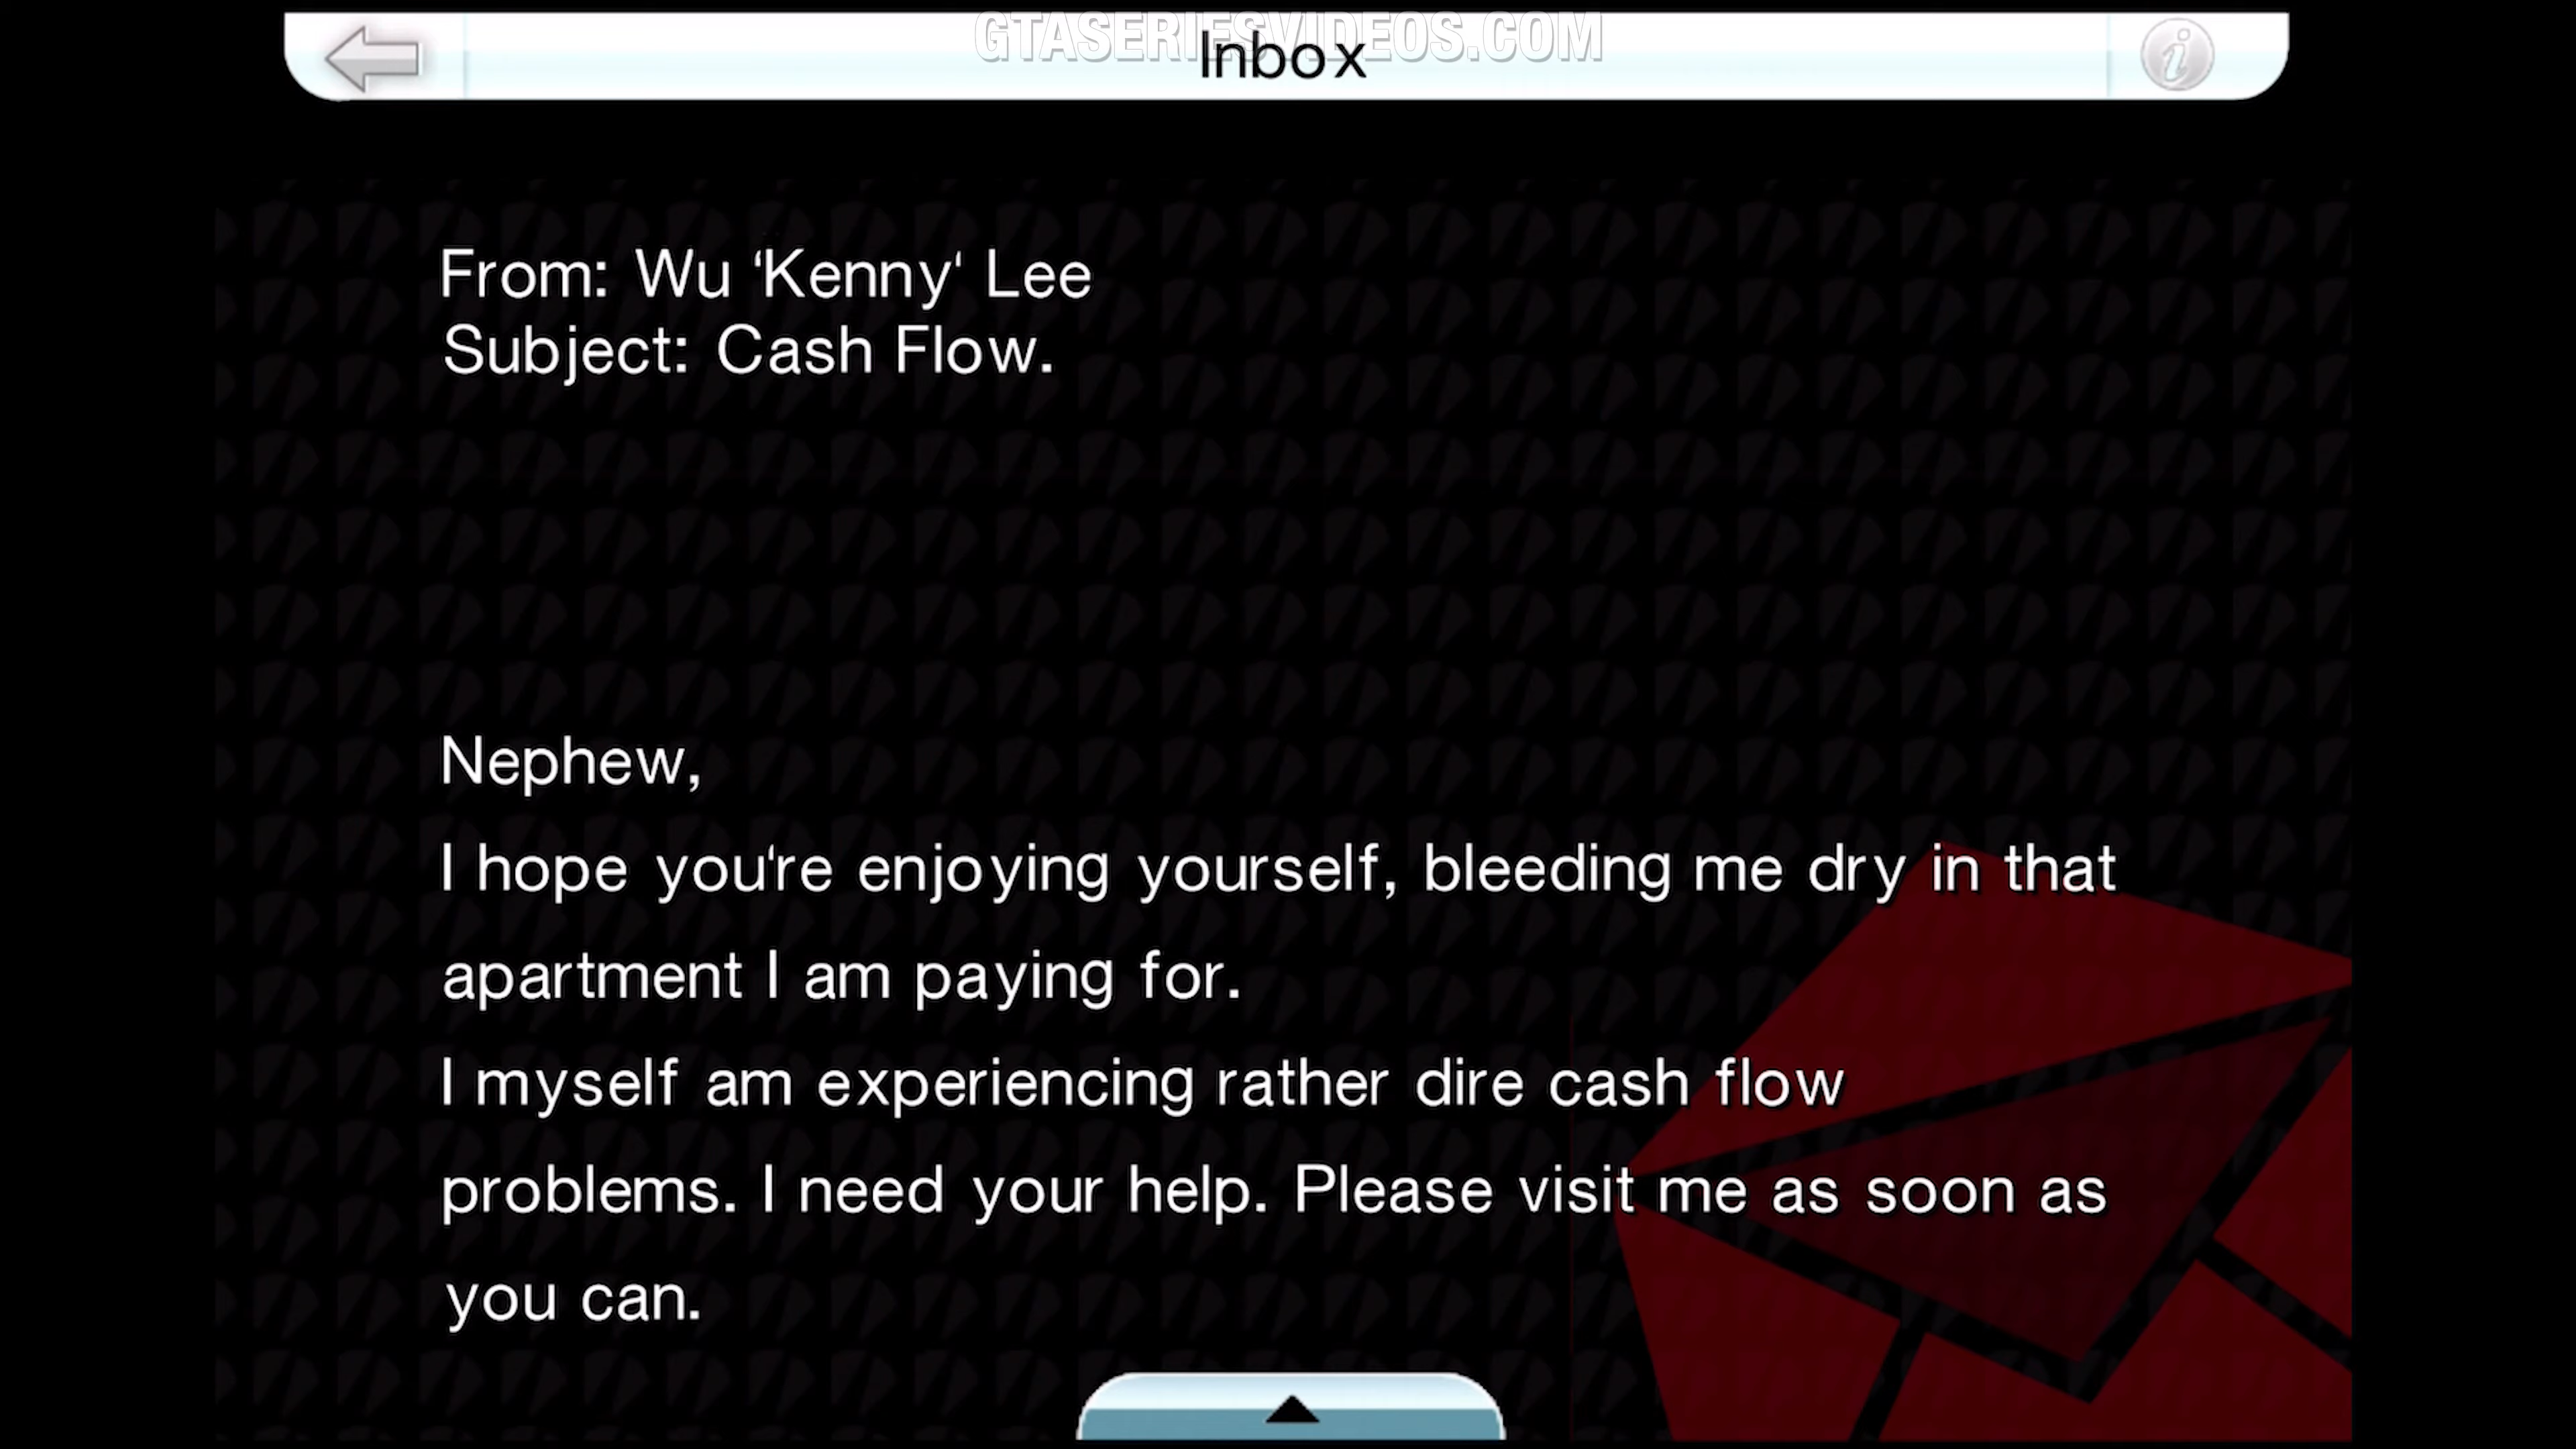 GTASERIESVIDEOS.COM
Inbox
From: Wu 'Kenny' Lee
Subject: Cash Flow.
Nephew,
I hope you're enjoying yourself, bleeding me dry in that
apartment I am paying for.
I myself am experiencing rather dire cash flow
problems. I need your help. Please visit me as soon as
you can.